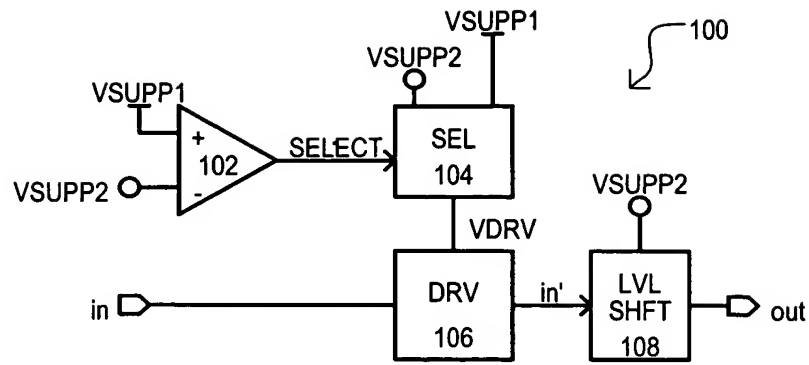 VSUPP1
100
VSUPP2
VSUPP1
+
102
SELECT
SEL
104
VSUPP2
-
VSUPP2
VDRV
in
DRV
106
in'
LVL
SHFT
108
out